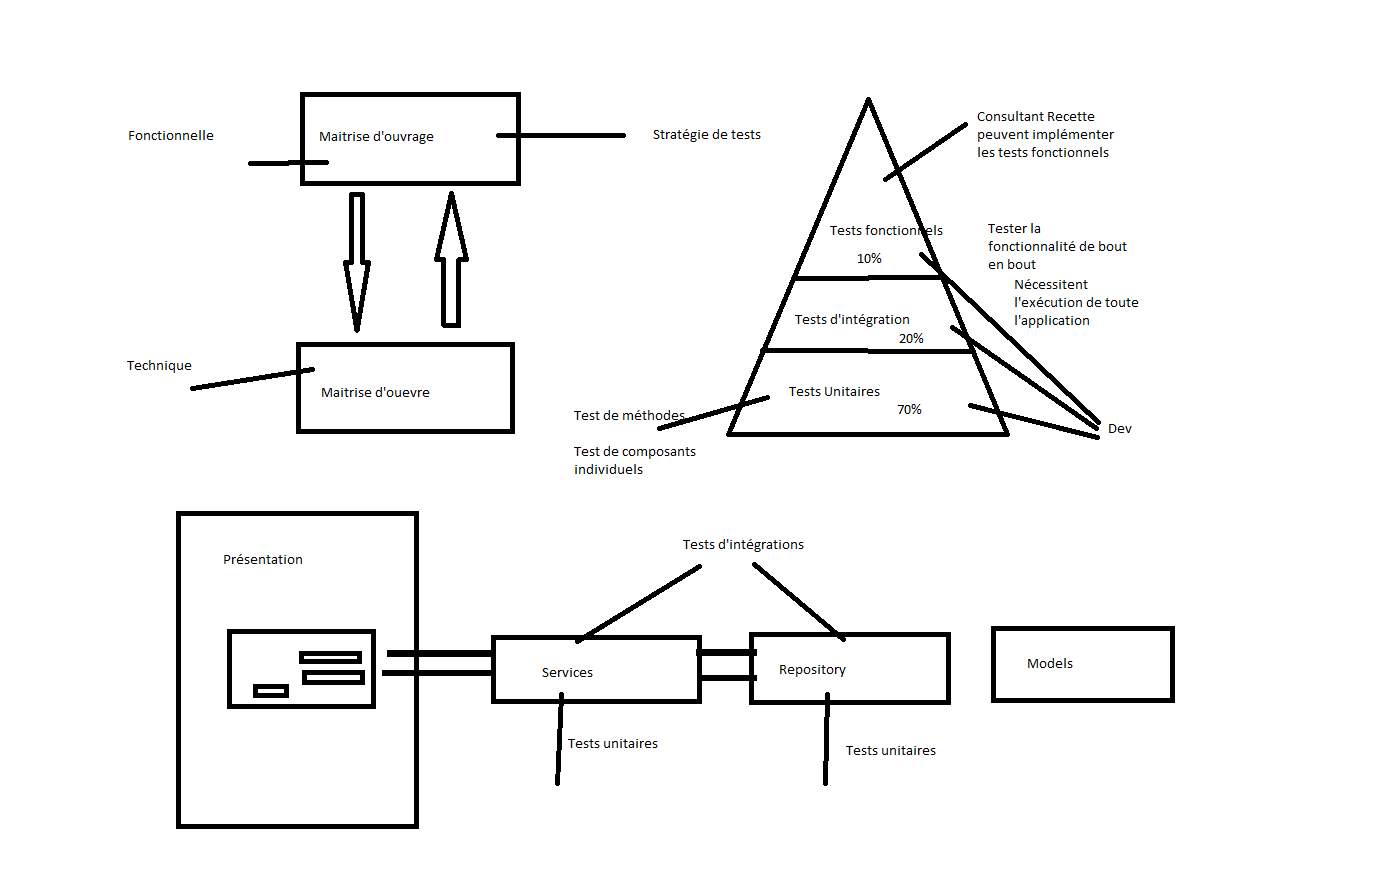 Fonctionnelle
Maitrise d'ouvrage
Stratégie de tests
Technique
Maitrise d'ouevre
Consultant Recette
peuvent implémenter
les tests fonctionnels
Tests fonctionnels
10%
Tester la
fonctionnalité de bout
en bout
Nécessitent
l'exécution de toute
l'application
Tests d'intégration
20%
Tests Unitaires
70%
Test de méthodes
Test de composants
individuels
Dev
Présentation
Tests d'intégrations
Services
Repository
Models
Tests unitaires
Tests unitaires